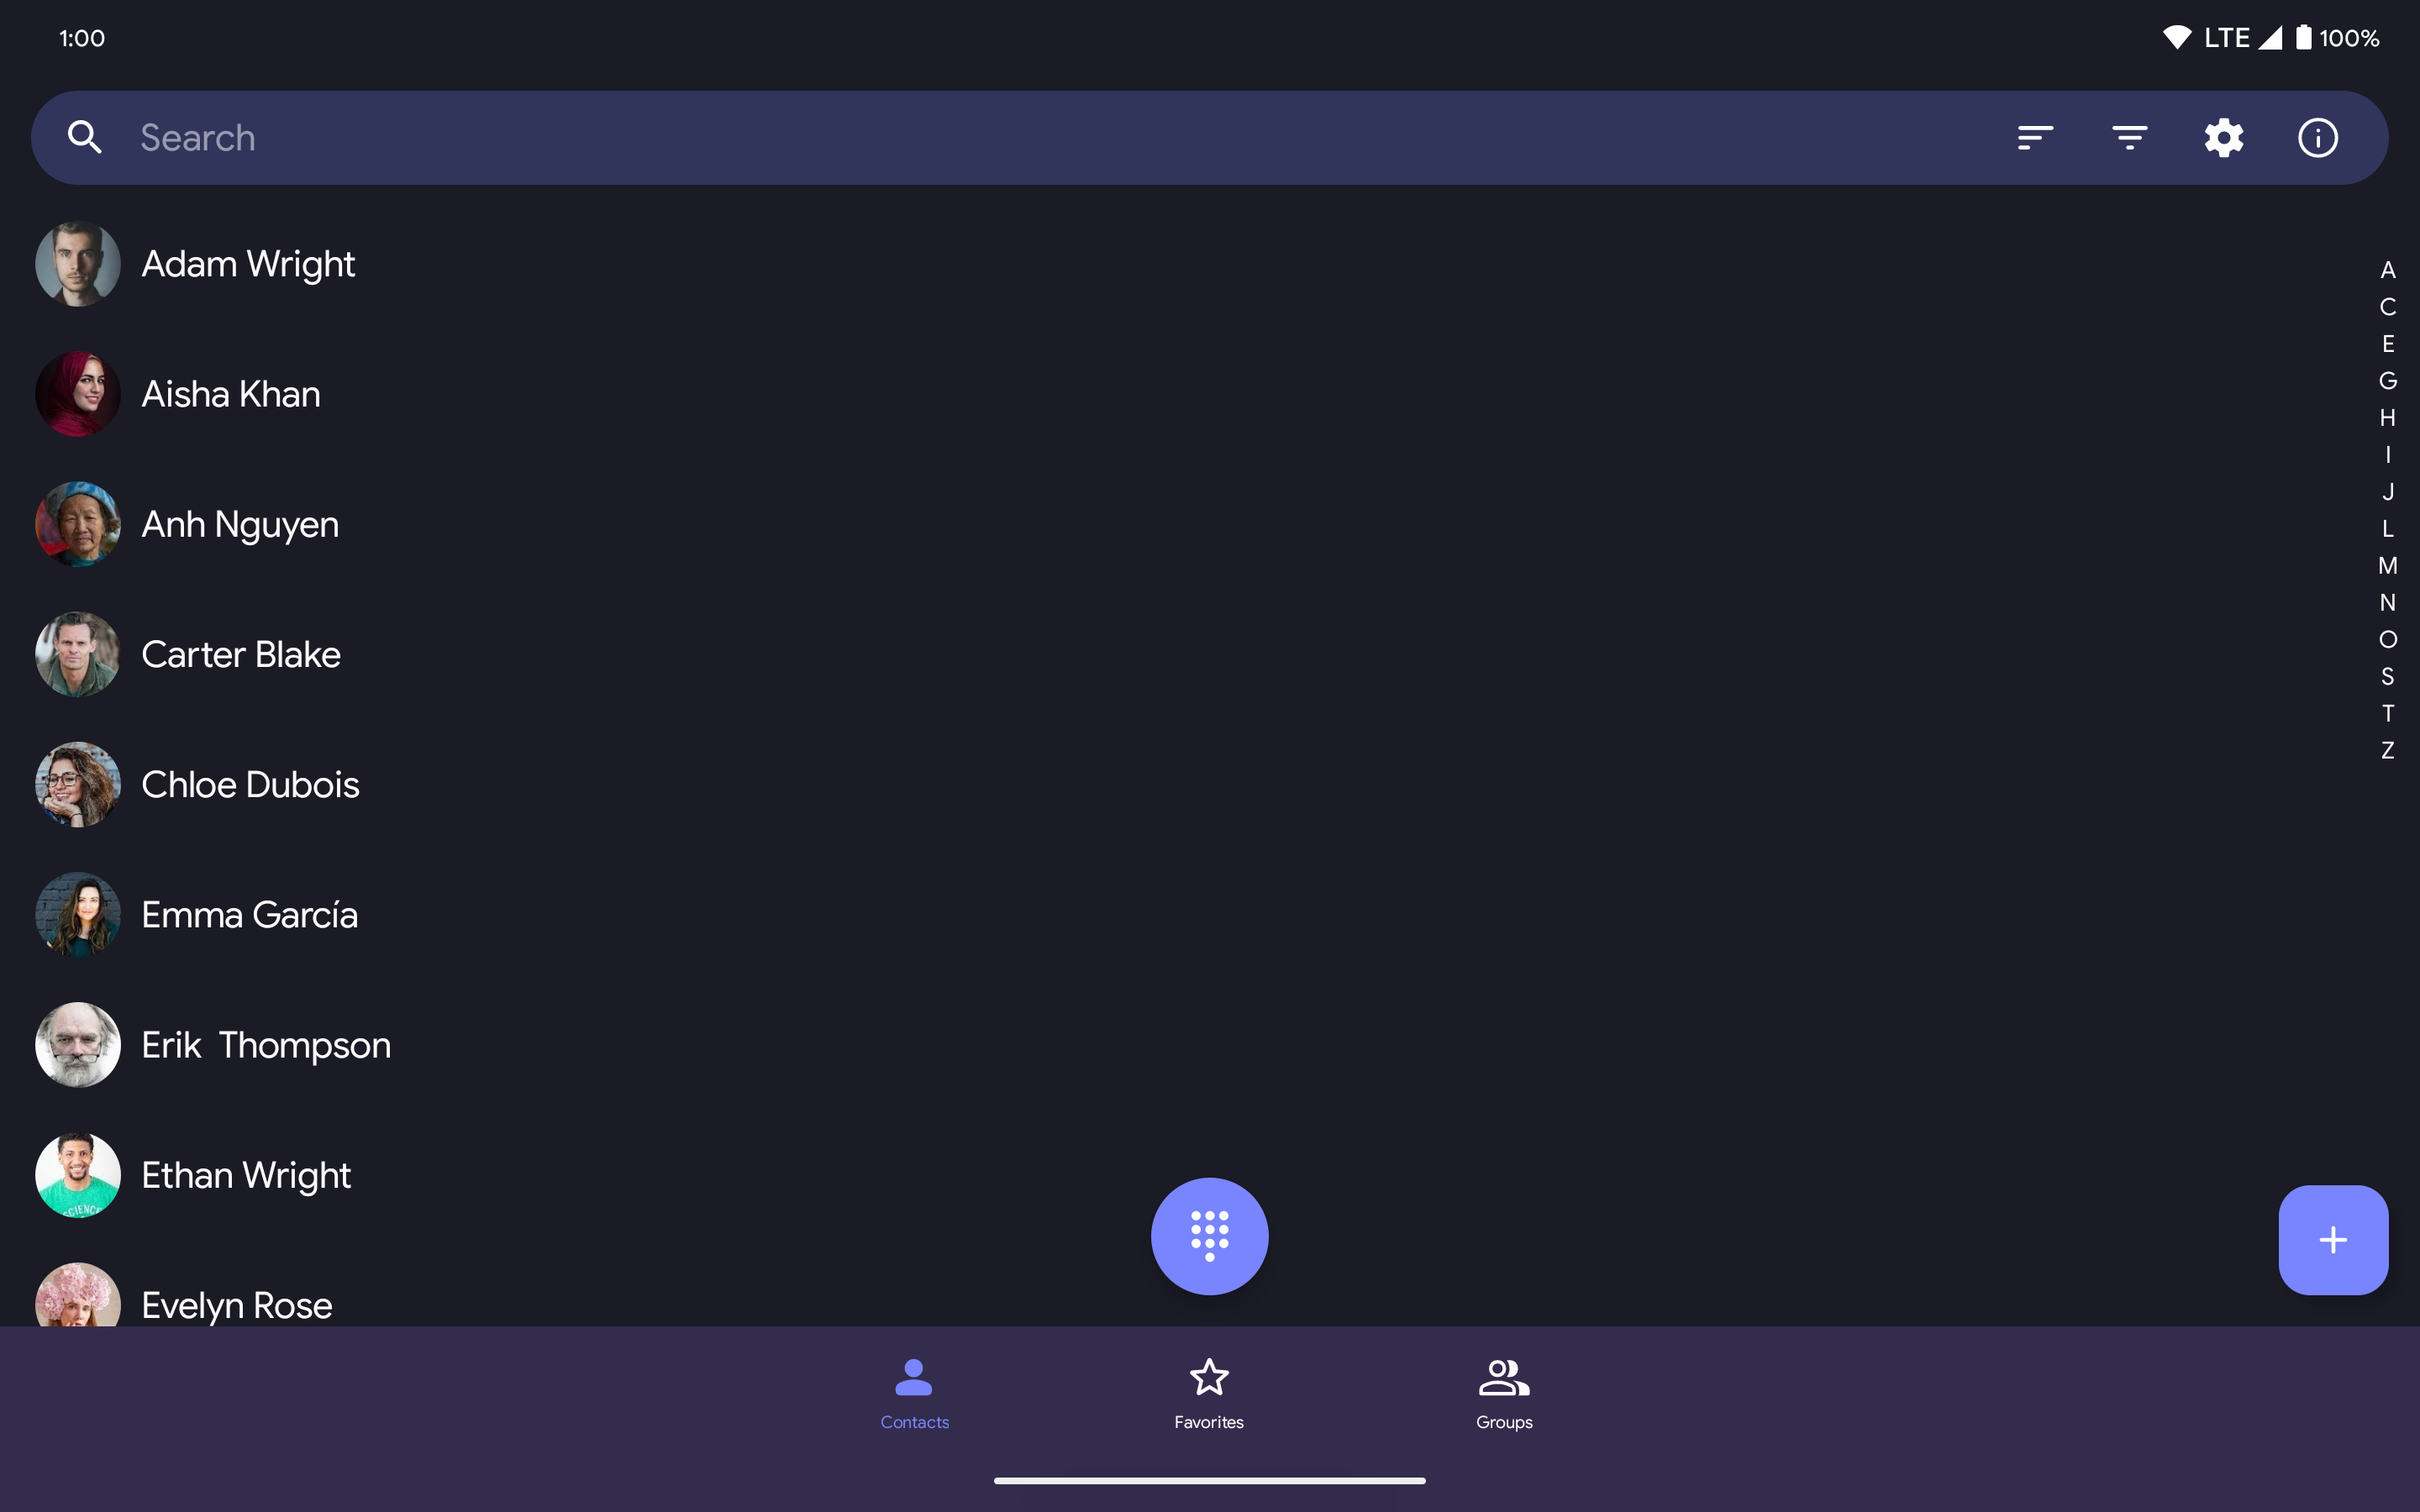 1:00
LTE 100%
Search
Adam Wright
Aisha Khan
Anh Nguyen
Carter Blake
Chloe Dubois
Emma García
Erik  Thompson
Ethan Wright
SCIENCE
Evelyn Rose
A
C
E
G
H
I
J
L
M
N
O
S
T
Z
Contacts
Favorites
Groups